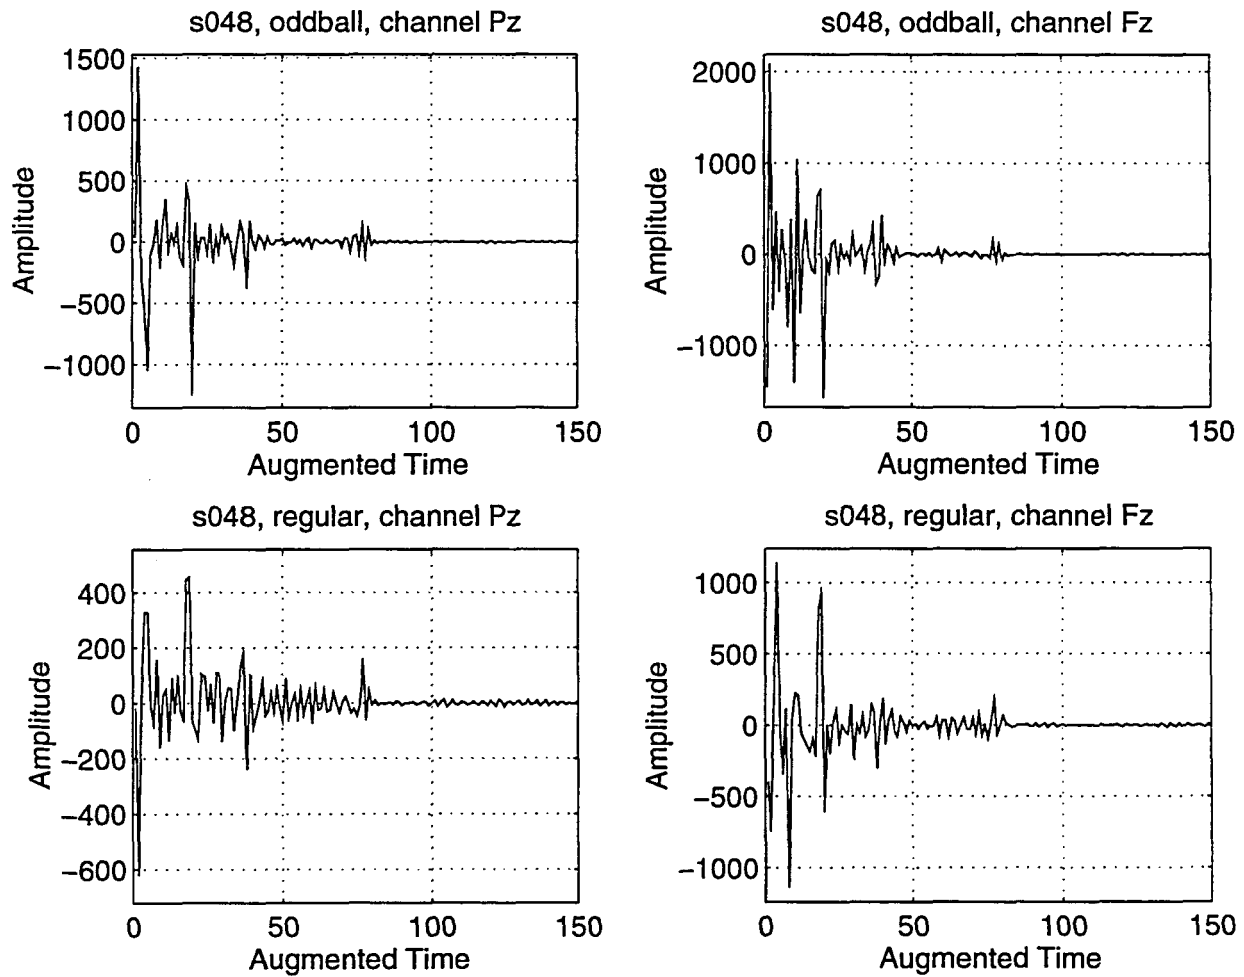 s048, oddball, channel Pz
1500
1000
500
0
−500
−1000
Amplitude
0 50 100 150
Augmented Time
s048, oddball, channel Fz
2000
1000
0
−1000
Amplitude
0 50 100 150
Augmented Time
s048, regular, channel Pz
400
200
0
−200
−400
−600
Amplitude
0 50 100 150
Augmented Time
s048, regular, channel Fz
1000
500
0
−500
−1000
Amplitude
0 50 100 150
Augmented Time